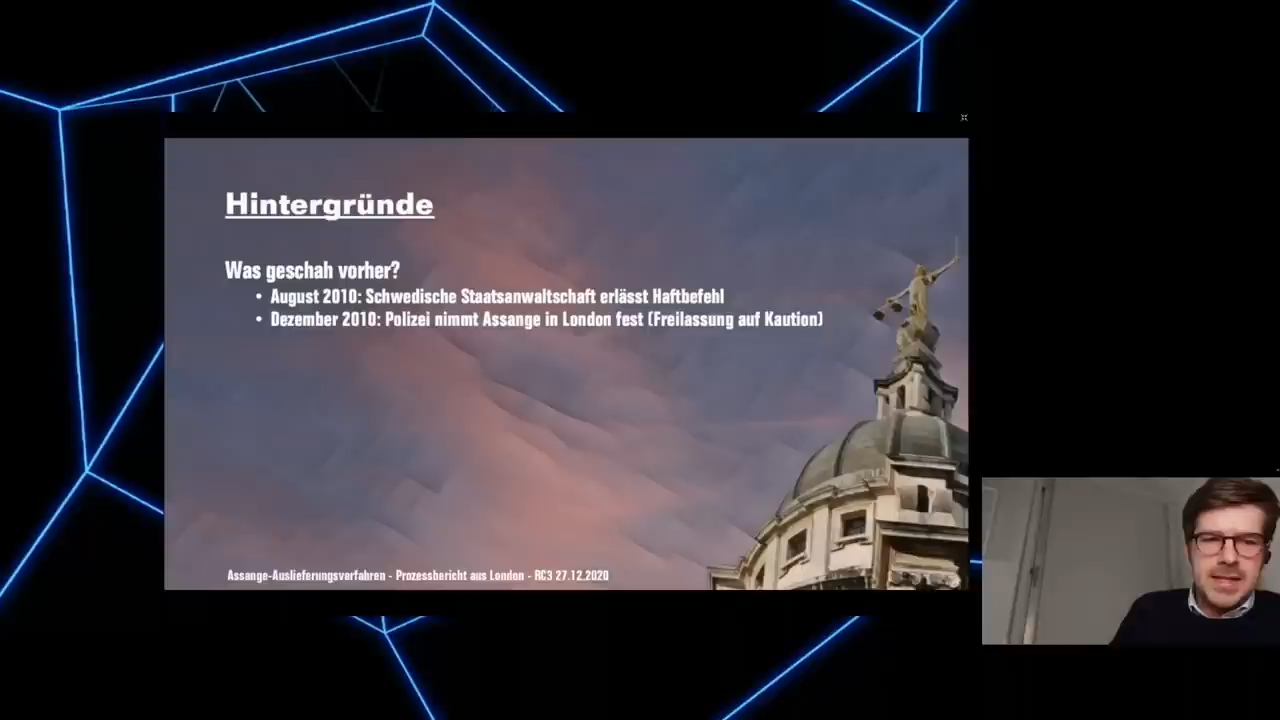 Hintergründe
Was geschah vorher?
• August 2010: Schwedische Staatsanwaltschaft erlässt Haftbefehl
• Dezember 2010: Polizei nimmt Assange in London fest (Freilassung auf Kaution)
Assange-Auslieferungsverfahren - Prozessbericht aus London - RC3 27.12.2020